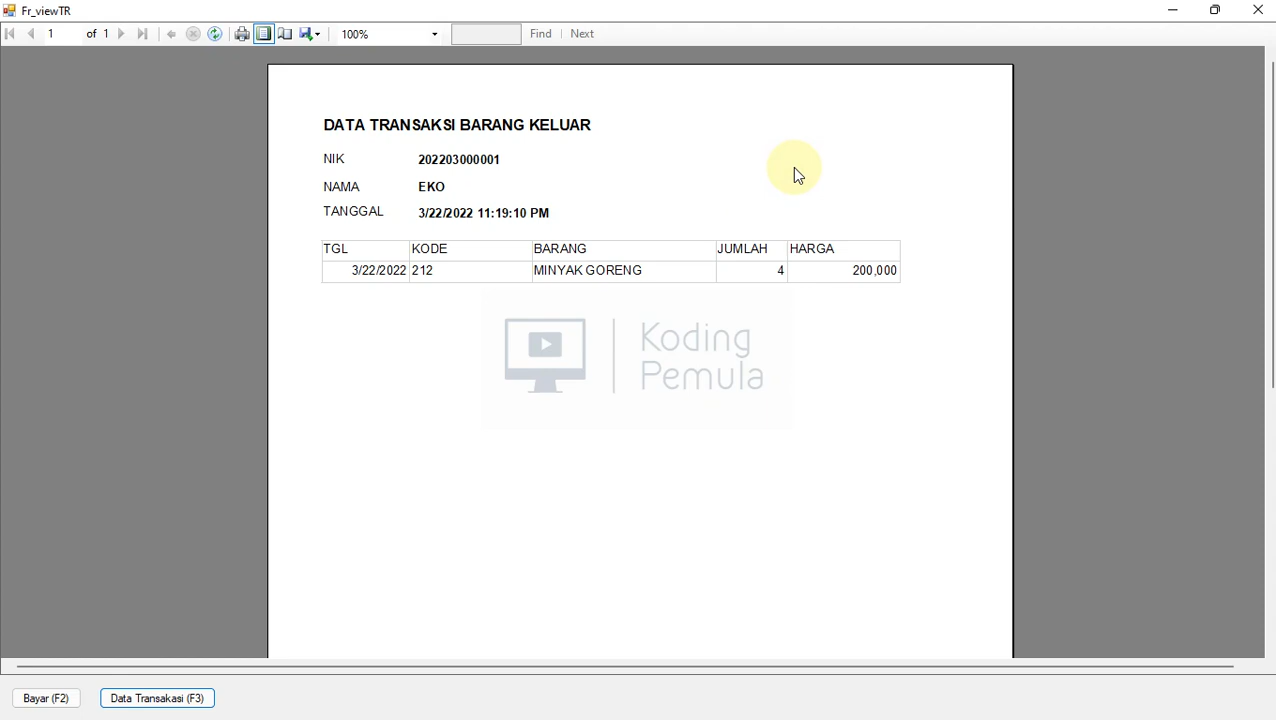 Fr_viewTR
1 of 1 100% Find Next
DATA TRANSAKSI BARANG KELUAR
NIK 202203000001
NAMA EKO
TANGGAL 3/22/2022 11:19:10 PM
TGL KODE BARANG JUMLAH HARGA
3/22/2022 212 MINYAK GORENG 4 200,000
Koding
Pemula
Bayar (F2) Data Transakasi (F3)